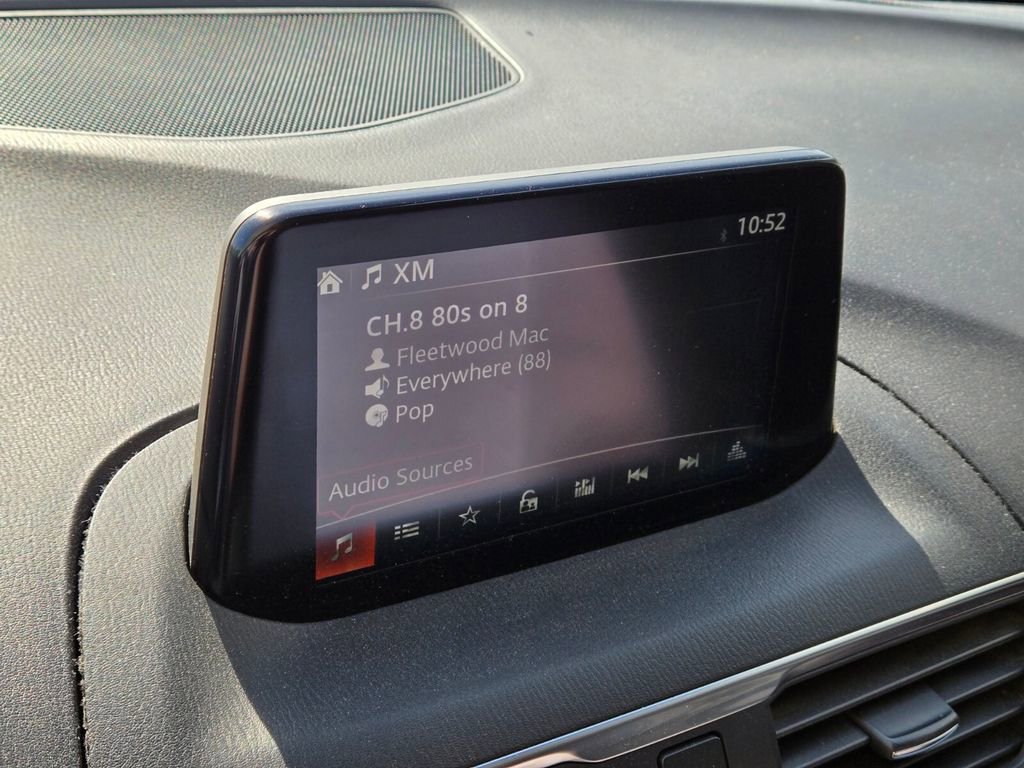 XM
10:52
CH.8 80s on 8
Fleetwood Mac
Everywhere (88)
Pop
Audio Sources